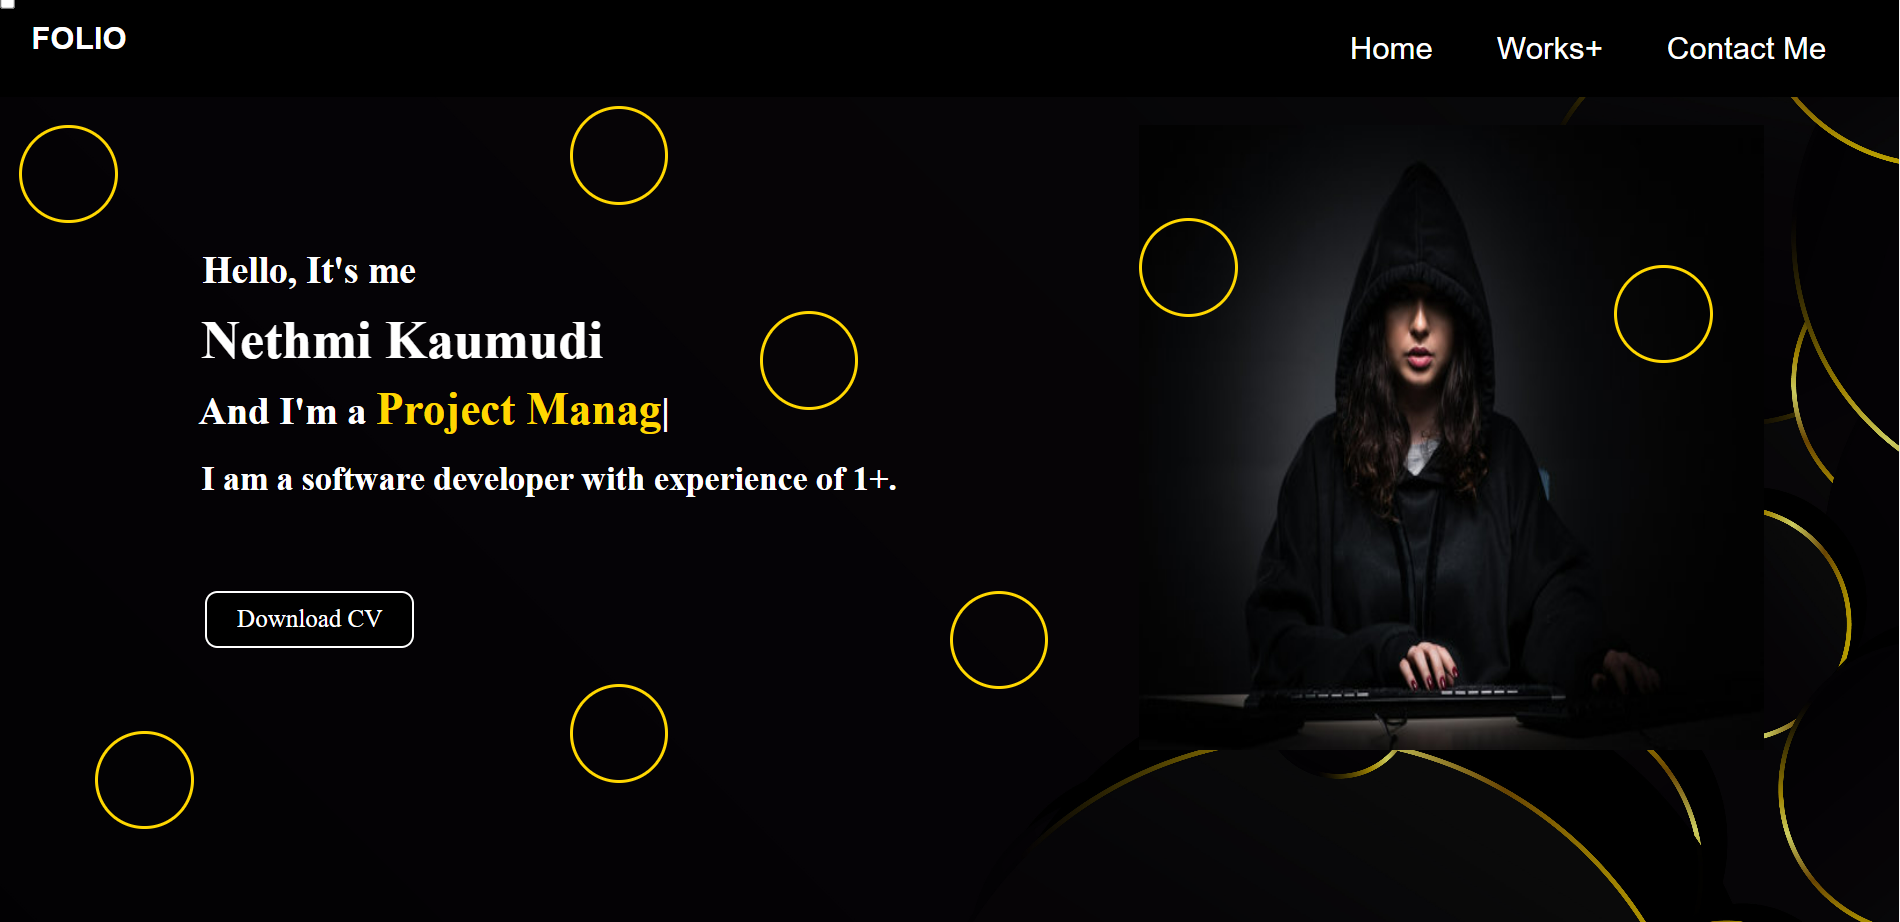 FOLIO
Home Works+ Contact Me
Hello, It's me
Nethmi Kaumudi
And I'm a Project Manag|
I am a software developer with experience of 1+.
Download CV